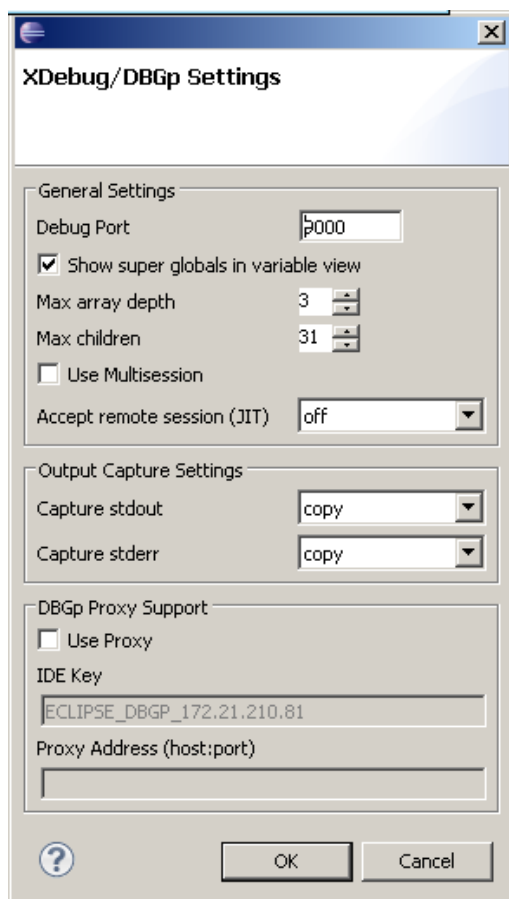 XDebug/DBGp Settings
General Settings
Debug Port 9000
Show super globals in variable view
Max array depth 3
Max children 31
Use Multisession
Accept remote session (JIT) off
Output Capture Settings
Capture stdout copy
Capture stderr copy
DBGp Proxy Support
Use Proxy
IDE Key
ECLIPSE_DBGP_172.21.210.81
Proxy Address (host:port)
OK Cancel